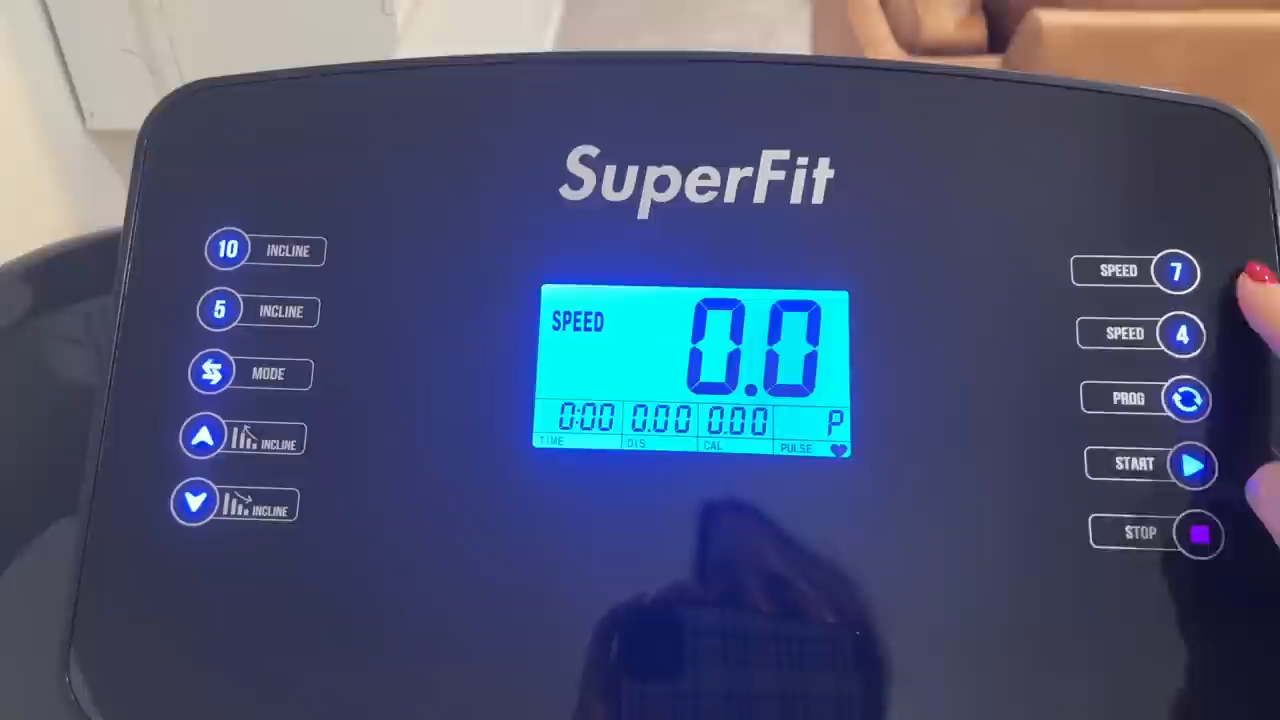 SuperFit
10 INCLINE
5 INCLINE
MODE
INCLINE
INCLINE
SPEED 0.0
0:00 0.00 0.00 P
TIME DIS CAL PULSE
SPEED 7
SPEED 4
PROG
START
STOP